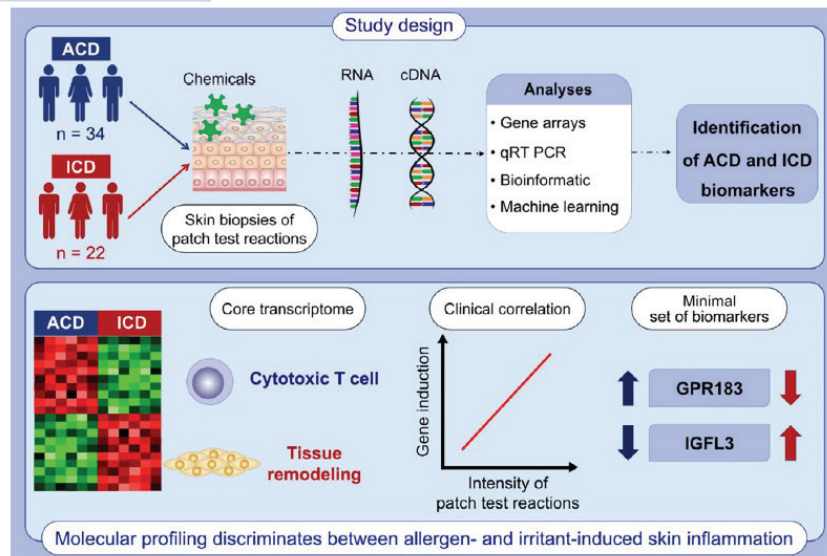 Study design
ACD
n = 34
ICD
n = 22
Chemicals
Skin biopsies of
patch test reactions
RNA
cDNA
Analyses
• Gene arrays
• qRT PCR
• Bioinformatic
• Machine learning
Identification
of ACD and ICD
biomarkers
ACD
ICD
Core transcriptome
Cytotoxic T cell
Tissue
remodeling
Clinical correlation
Gene induction
Intensity of
patch test reactions
Minimal
set of biomarkers
GPR183
IGFL3
Molecular profiling discriminates between allergen- and irritant-induced skin inflammation